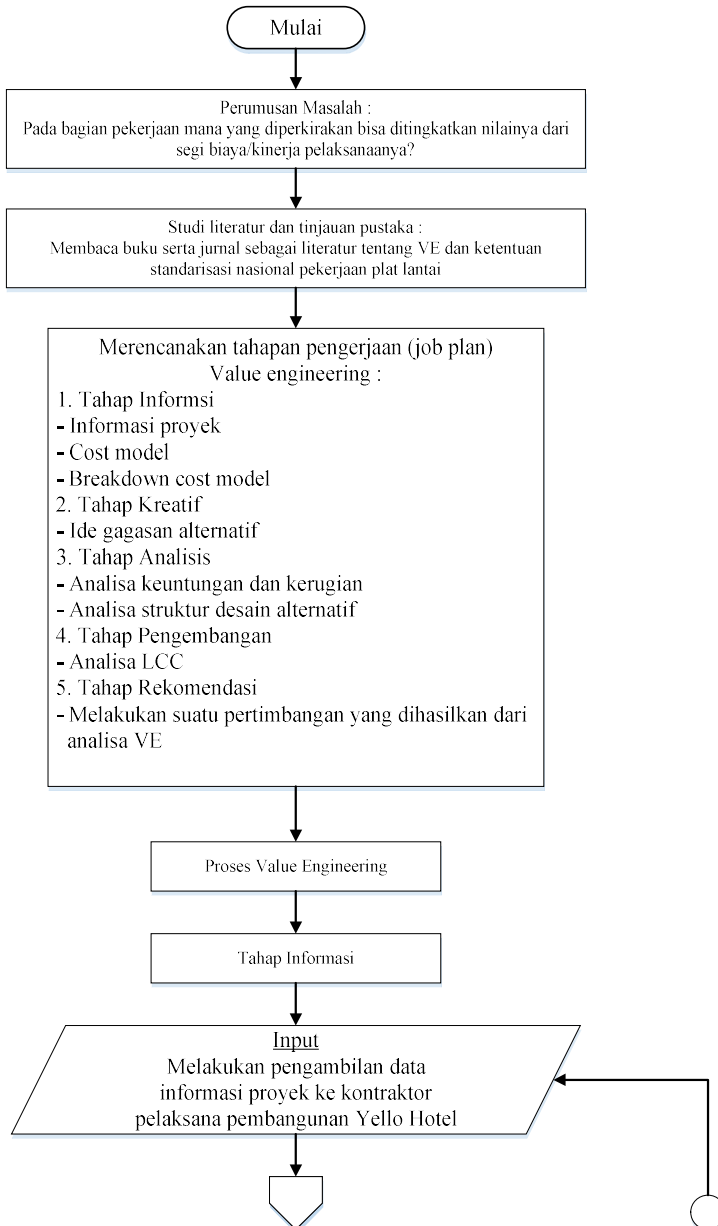 Mulai
Perumusan Masalah :
Pada bagian pekerjaan mana yang diperkirakan bisa ditingkatkan nilainya dari
segi biaya/kinerja pelaksanaanya?
Studi literatur dan tinjauan pustaka :
Membaca buku serta jurnal sebagai literatur tentang VE dan ketentuan
standarisasi nasional pekerjaan plat lantai
Merencanakan tahapan pengerjaan (job plan)
Value engineering :
1. Tahap Informsi
- Informasi proyek
- Cost model
- Breakdown cost model
2. Tahap Kreatif
- Ide gagasan alternatif
3. Tahap Analisis
- Analisa keuntungan dan kerugian
- Analisa struktur desain alternatif
4. Tahap Pengembangan
- Analisa LCC
5. Tahap Rekomendasi
- Melakukan suatu pertimbangan yang dihasilkan dari
analisa VE
Proses Value Engineering
Tahap Informasi
Input
Melakukan pengambilan data
informasi proyek ke kontraktor
pelaksana pembangunan Yello Hotel